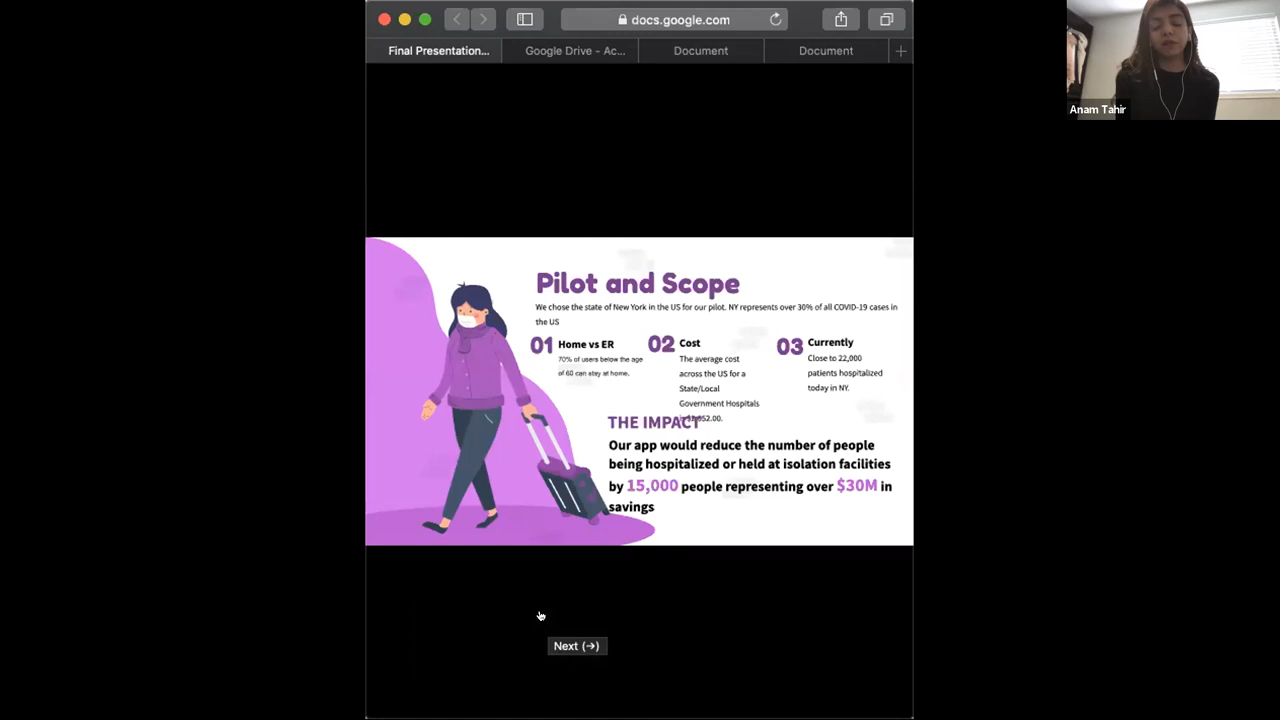 docs.google.com
Final Presentation...
Google Drive - Ac...
Document
Document
Anam Tahir
Pilot and Scope
We chose the state of New York in the US for our pilot. NY represents over 30% of all COVID-19 cases in
the US
01 Home vs ER
70% of users below the age
of 60 can stay at home.
02 Cost
The average cost
across the US for a
State/Local
Government Hospitals
03 Currently
Close to 22,000
patients hospitalized
today in NY.
THE IMPACT
Our app would reduce the number of people
being hospitalized or held at isolation facilities
by 15,000 people representing over $30M in
savings
Next (→)